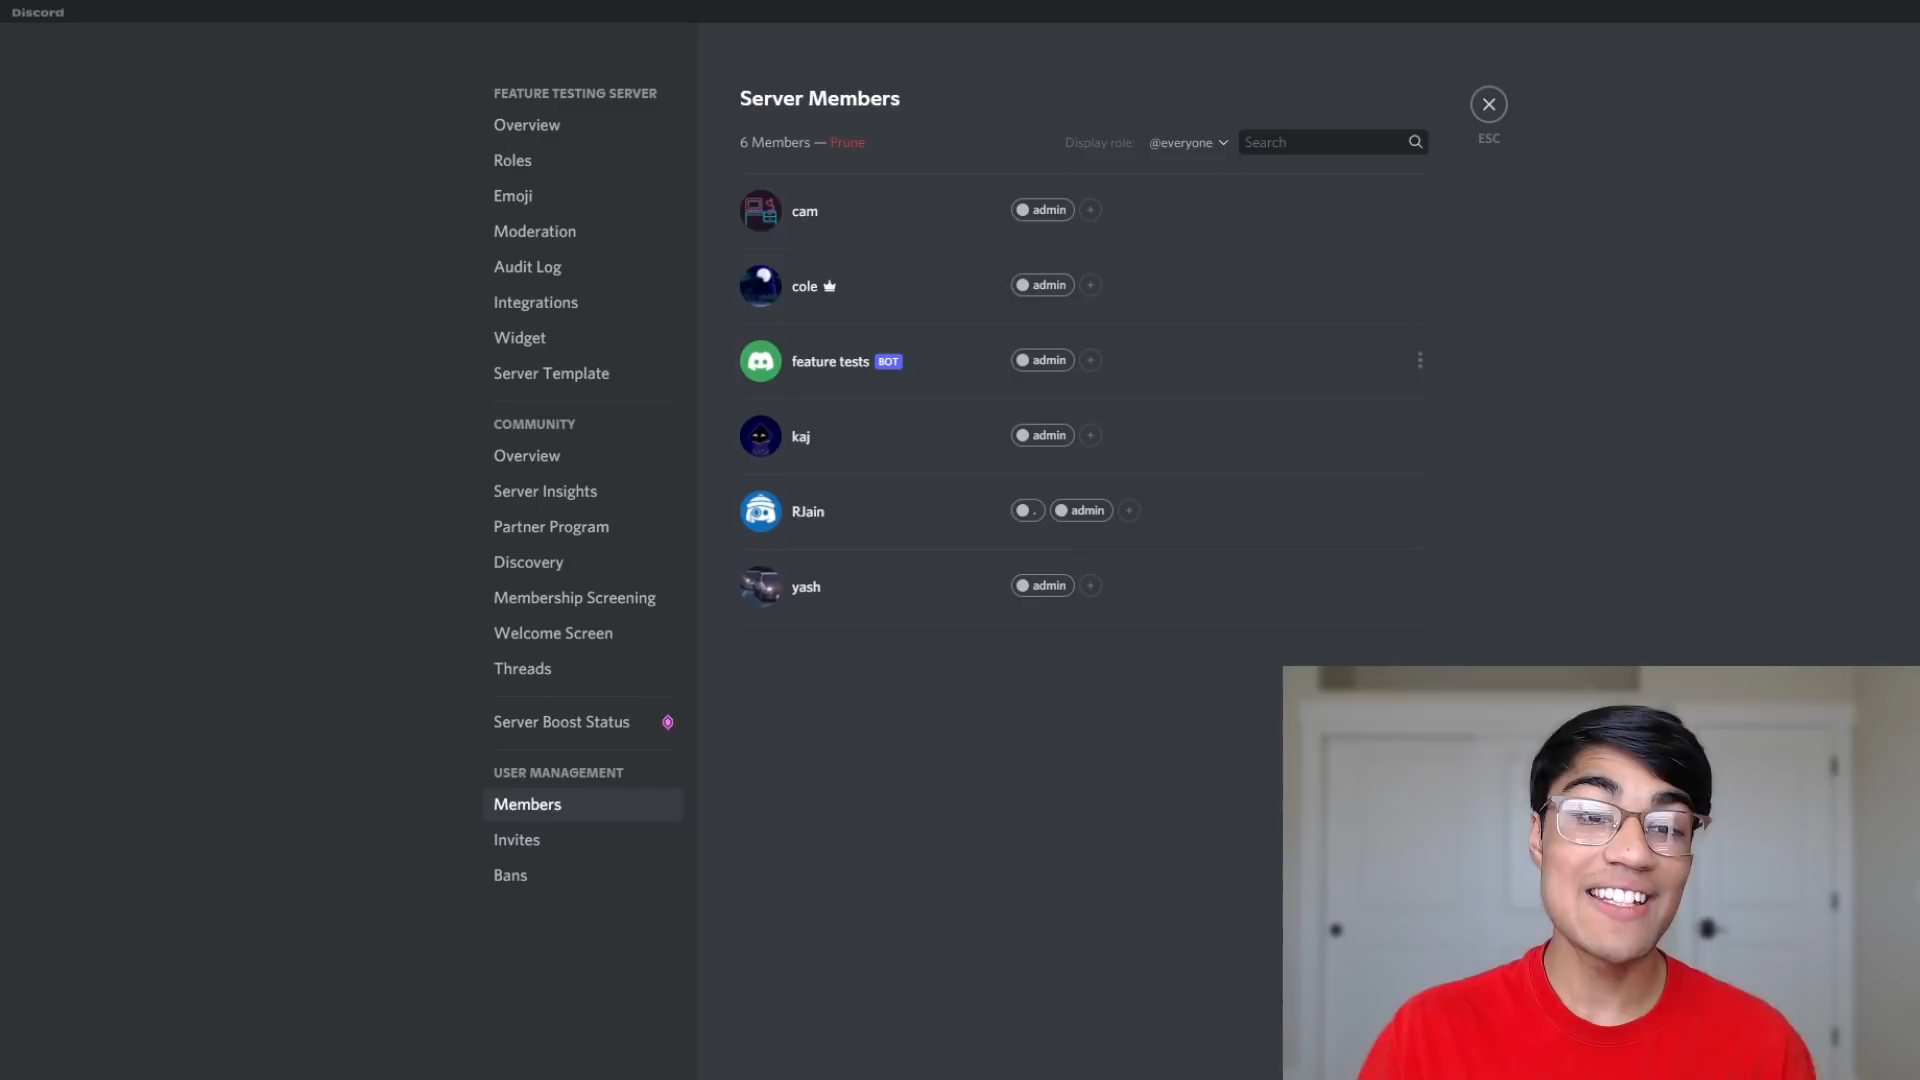 Discord
FEATURE TESTING SERVER
Overview
Roles
Emoji
Moderation
Audit Log
Integrations
Widget
Server Template
COMMUNITY
Overview
Server Insights
Partner Program
Discovery
Membership Screening
Welcome Screen
Threads
Server Boost Status
USER MANAGEMENT
Members
Invites
Bans
Server Members
6 Members — Prune
Display role: @everyone
Search
ESC
cam admin +
cole admin +
feature tests BOT admin +
kaj admin +
RJain . admin +
yash admin +